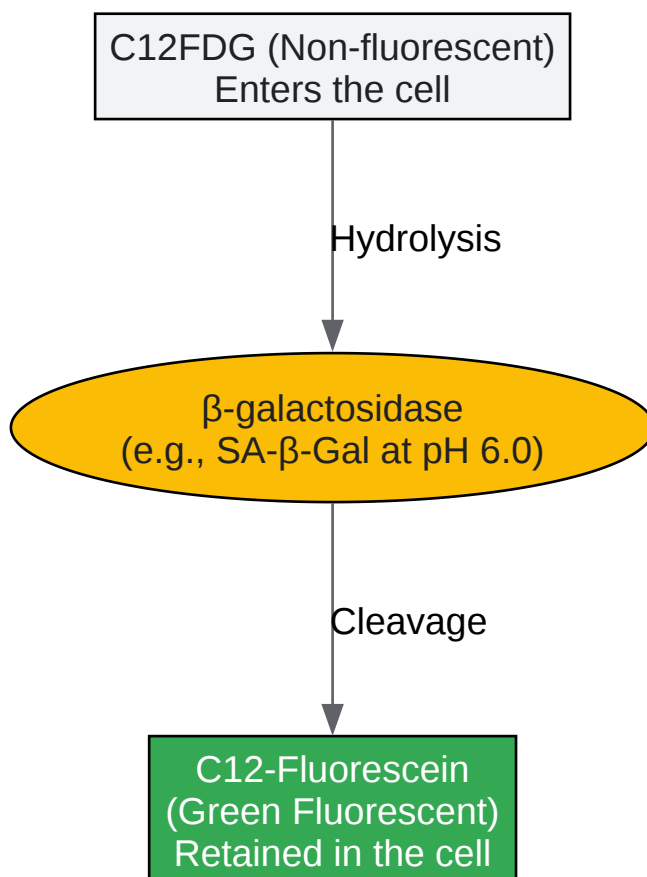 C12FDG (Non-fluorescent)
Enters the cell
Hydrolysis
β-galactosidase
(e.g., SA-β-Gal at pH 6.0)
Cleavage
C12-Fluorescein
(Green Fluorescent)
Retained in the cell